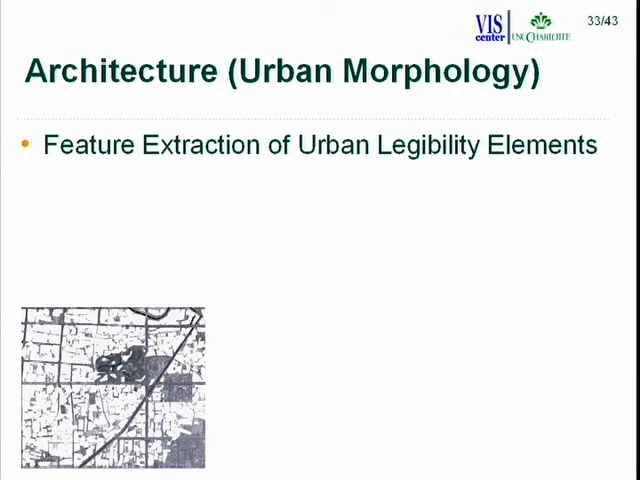 VIS
center
UNC CHARLOTTE
33/43
Architecture (Urban Morphology)
• Feature Extraction of Urban Legibility Elements